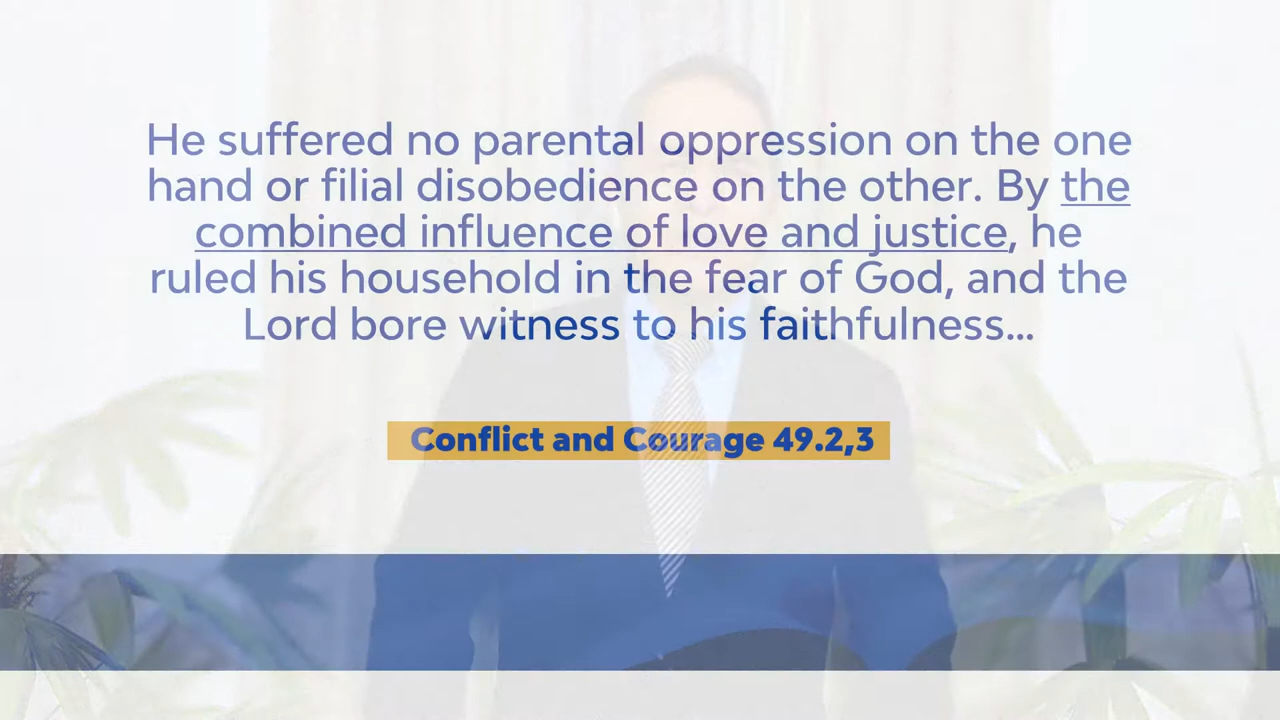 He suffered no parental oppression on the one
hand or filial disobedience on the other. By the
combined influence of love and justice, he
ruled his household in the fear of God, and the
Lord bore witness to his faithfulness...
Conflict and Courage 49.2,3